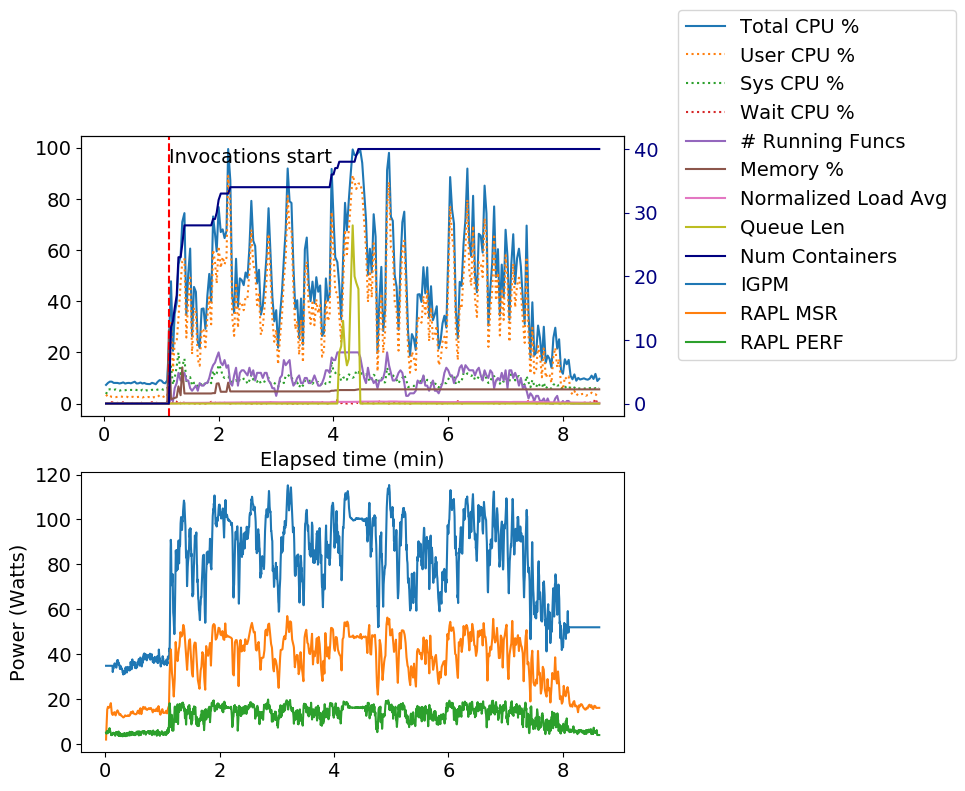 Total CPU %
User CPU %
Sys CPU %
Wait CPU %
# Running Funcs
Memory %
Normalized Load Avg
Queue Len
Num Containers
IGPM
RAPL MSR
RAPL PERF
Invocations start
100
80
60
40
20
0
40
30
20
10
0
0 2 4 6 8
Elapsed time (min)
Power (Watts)
120
100
80
60
40
20
0
0 2 4 6 8